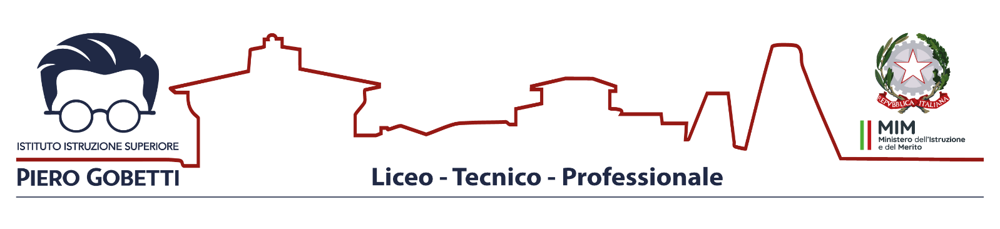 ISTITUTO ISTRUZIONE SUPERIORE
PIERO GOBETTI
Liceo - Tecnico - Professionale
REPVBBLICA ITALIANA
MIM
Ministero dell'Istruzione
e del Merito